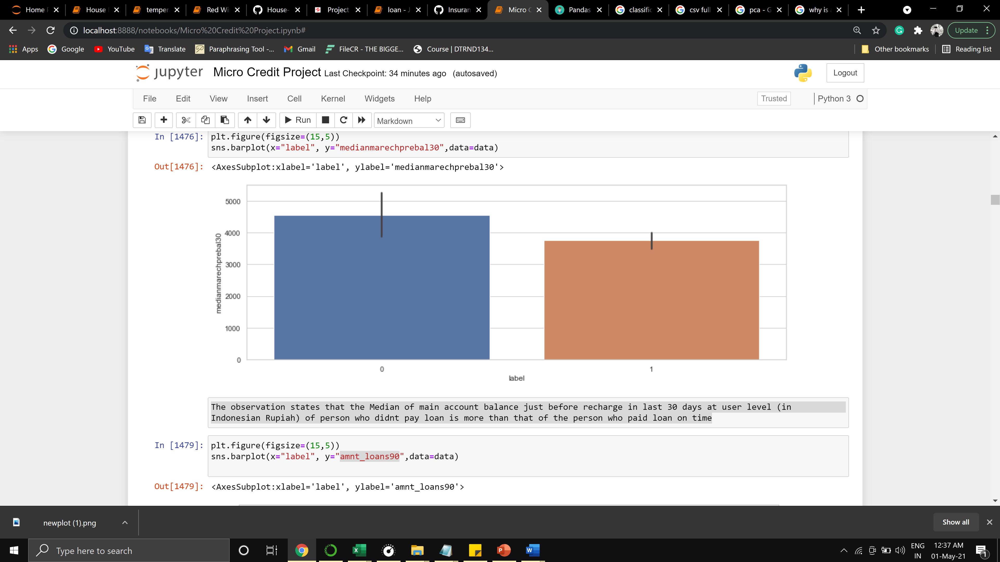 Home P
House
temper
Red Wi
House-
Project
loan - J
Insuran
Micro C
Pandas
classific
csv full
pca - G
why is
localhost:8888/notebooks/Micro%20Credit%20Project.ipynb#
Update
Apps
Google
YouTube
Translate
Paraphrasing Tool -...
Gmail
FileCR - THE BIGGE...
Course | DTRND134...
Other bookmarks
Reading list
jupyter Micro Credit Project Last Checkpoint: 34 minutes ago (autosaved)
Logout
File Edit View Insert Cell Kernel Widgets Help
Trusted
Python 3
Run
Markdown
In [1476]: plt.figure(figsize=(15,5))
sns.barplot(x="label", y="medianmarechprebal30",data=data)
Out[1476]: <AxesSubplot:xlabel='label', ylabel='medianmarechprebal30'>
5000
4000
3000
2000
1000
0
medianmarechprebal30
0
1
label
The observation states that the Median of main account balance just before recharge in last 30 days at user level (in
Indonesian Rupiah) of person who didnt pay loan is more than that of the person who paid loan on time
In [1479]: plt.figure(figsize=(15,5))
sns.barplot(x="label", y="amnt_loans90",data=data)
Out[1479]: <AxesSubplot:xlabel='label', ylabel='amnt_loans90'>
newplot (1).png
Show all
Type here to search
ENG
IN
12:37 AM
01-May-21
1